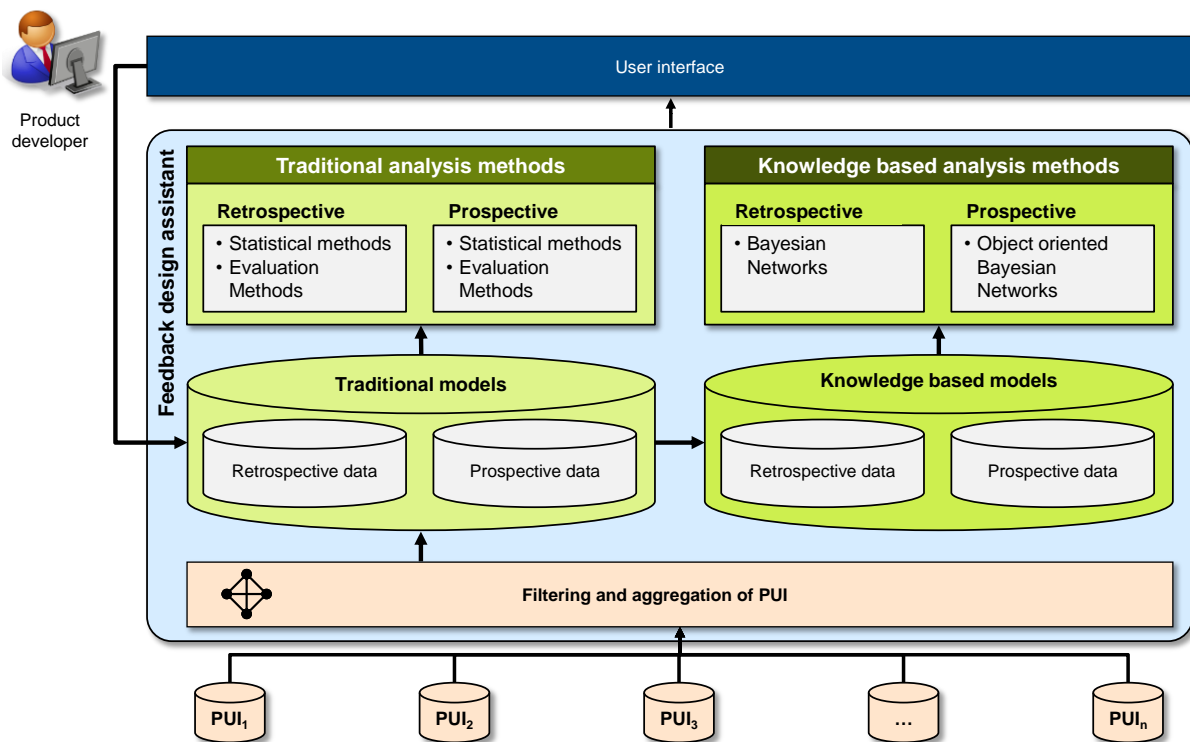 User interface
Product
developer
Feedback design assistant
Traditional analysis methods
Retrospective
• Statistical methods
• Evaluation
Methods
Prospective
• Statistical methods
• Evaluation
Methods
Knowledge based analysis methods
Retrospective
• Bayesian
Networks
Prospective
• Object oriented
Bayesian
Networks
Traditional models
Retrospective data
Prospective data
Knowledge based models
Retrospective data
Prospective data
Filtering and aggregation of PUI
PUI₁
PUI₂
PUI₃
...
PUIₙ